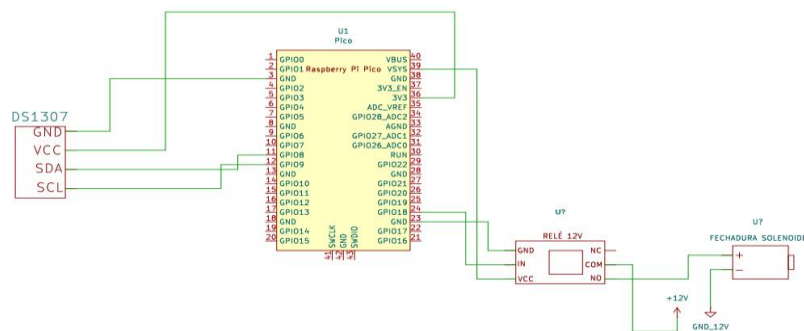 U1
Pico
1 GPIO0 VBUS 40
2 GPIO1 Raspberry Pi Pico VSYS 39
3 GND GND 38
4 GPIO2 3V3_EN 37
5 GPIO3 3V3 36
6 GPIO4 ADC_VREF 35
7 GPIO5 GPIO28_ADC2 34
8 GND AGND 33
9 GPIO6 GPIO27_ADC1 32
10 GPIO7 GPIO26_ADC0 31
11 GPIO8 RUN 30
12 GPIO9 GPIO22 29
13 GND GND 28
14 GPIO10 GPIO21 27
15 GPIO11 GPIO20 26
16 GPIO12 GPIO19 25
17 GPIO13 GPIO18 24
18 GND GND 23
19 GPIO14 GPIO17 22
20 GPIO15 GPIO16 21
SWCLK
GND
SWDIO
41 42 43
DS1307
GND
VCC
SDA
SCL
U?
RELÉ 12V
GND NC
IN COM
VCC NO
U?
FECHADURA SOLENOIDE
+
-
+12V
GND_12V